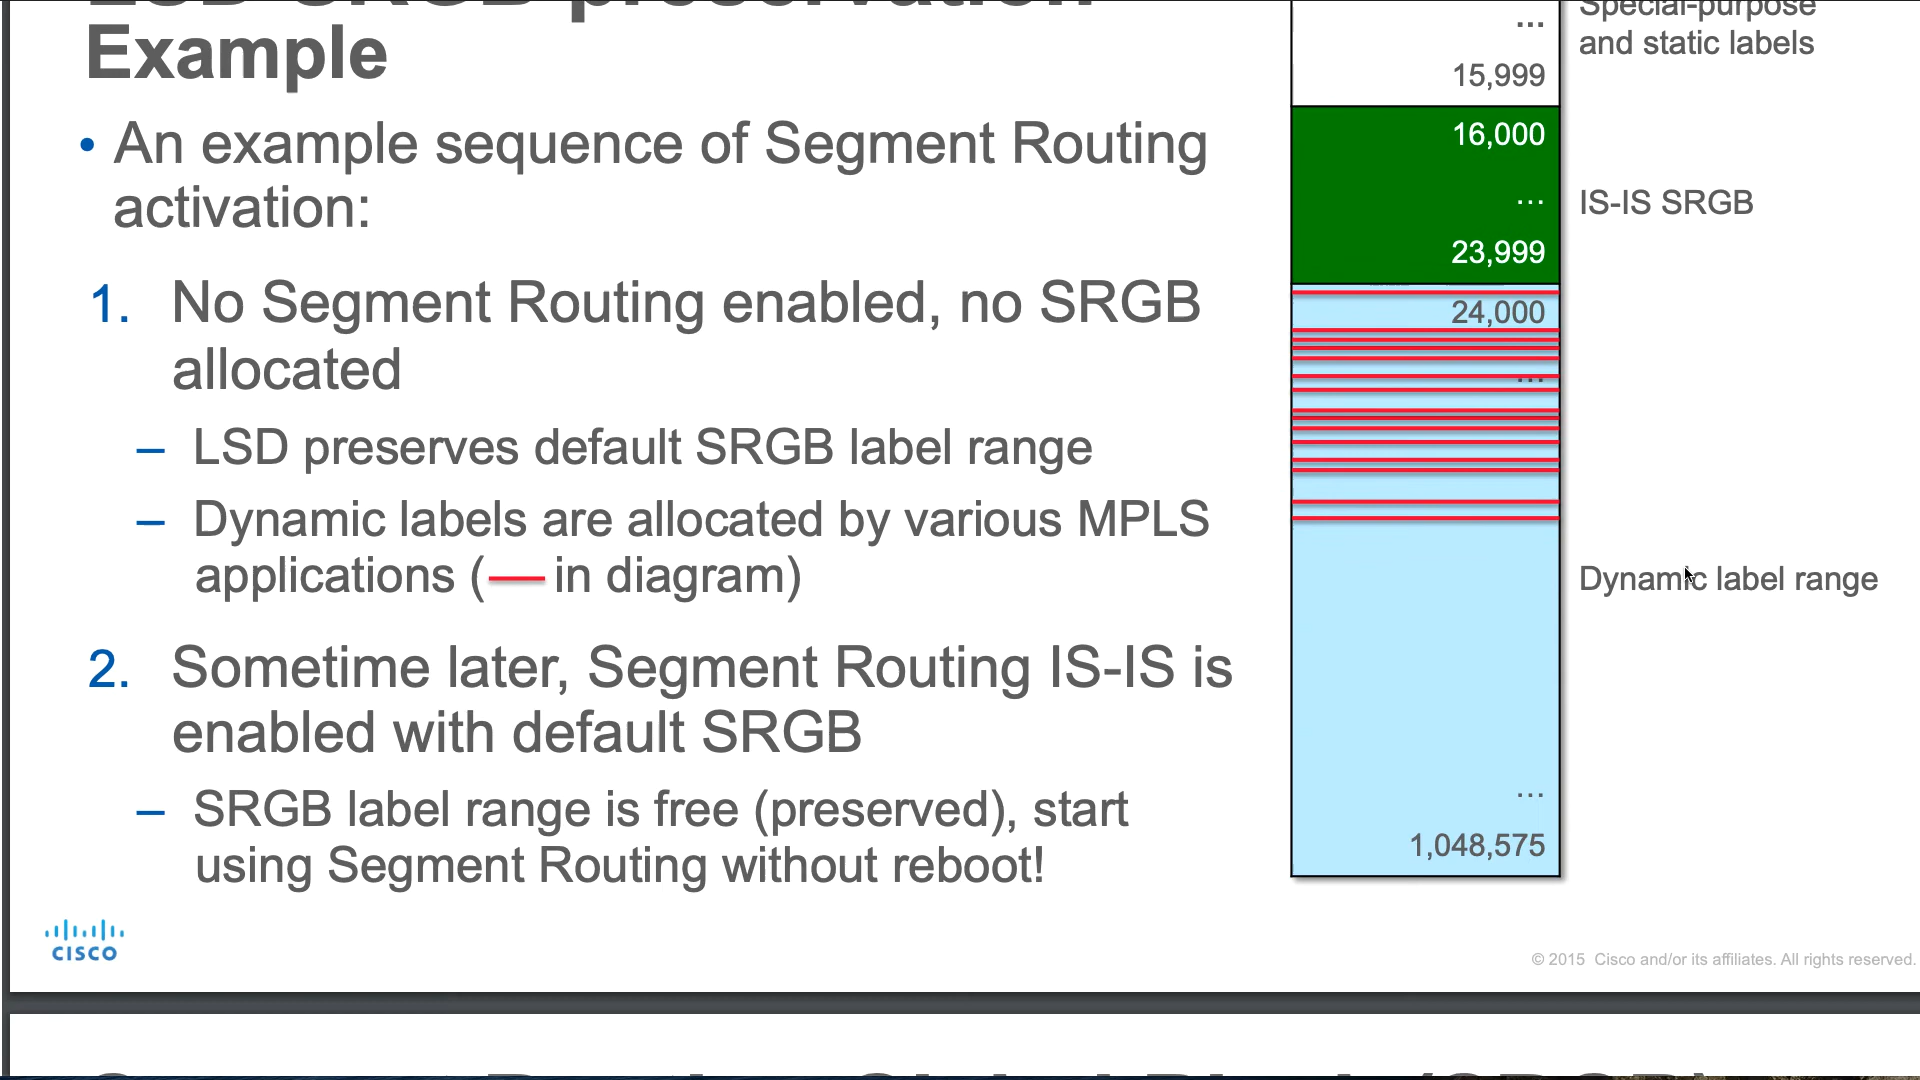 LSD SRGB preservation
Example
• An example sequence of Segment Routing
activation:
1. No Segment Routing enabled, no SRGB
allocated
– LSD preserves default SRGB label range
– Dynamic labels are allocated by various MPLS
applications ( in diagram)
2. Sometime later, Segment Routing IS-IS is
enabled with default SRGB
– SRGB label range is free (preserved), start
using Segment Routing without reboot!
...
15,999
16,000
...
23,999
24,000
...
...
1,048,575
Special-purpose
and static labels
IS-IS SRGB
Dynamic label range
CISCO
© 2015 Cisco and/or its affiliates. All rights reserved.